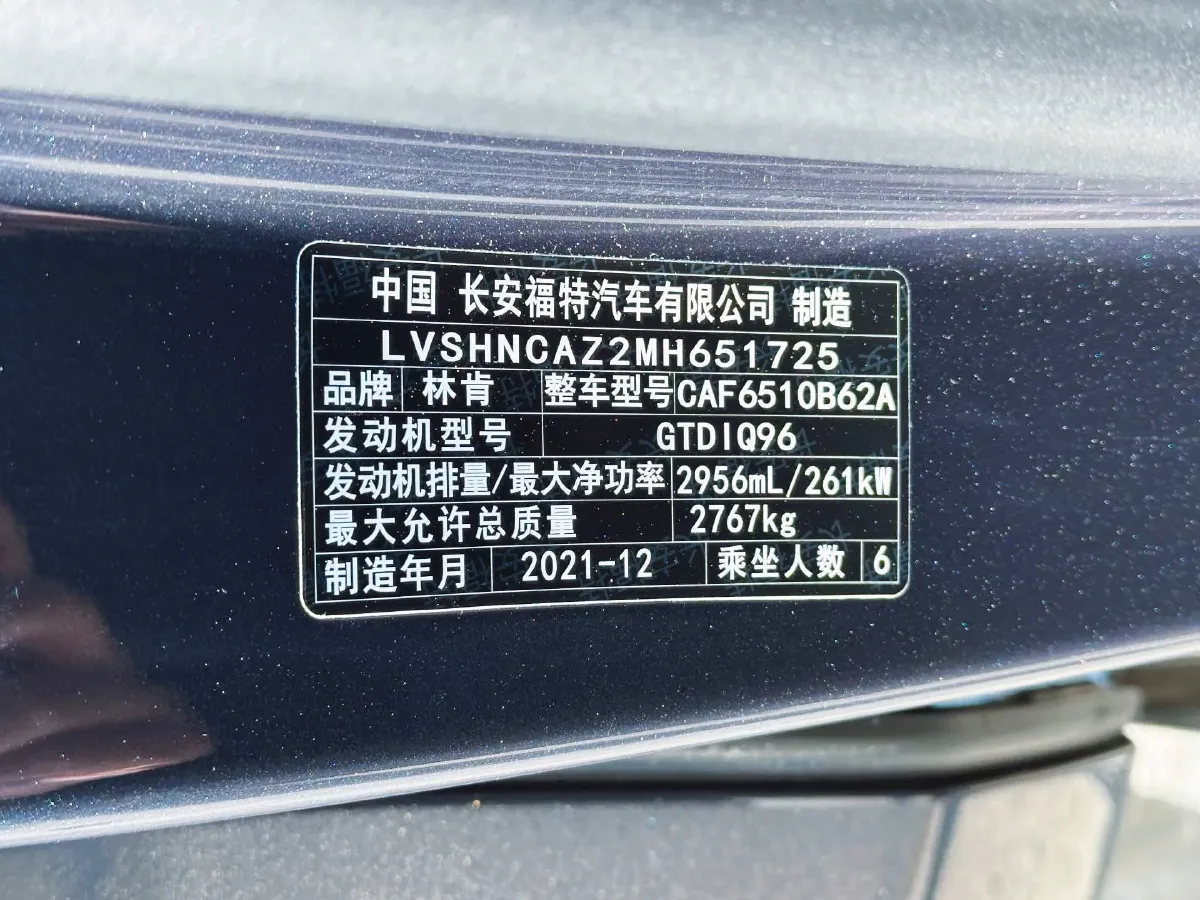 中国 长安福特汽车有限公司 制造
LVSHNCAZ2MH651725
品牌 林肯 整车型号 CAF6510B62A
发动机型号 GTDIQ96
发动机排量/最大净功率 2956mL/261kW
最大允许总质量 2767kg
制造年月 2021-12 乘坐人数 6